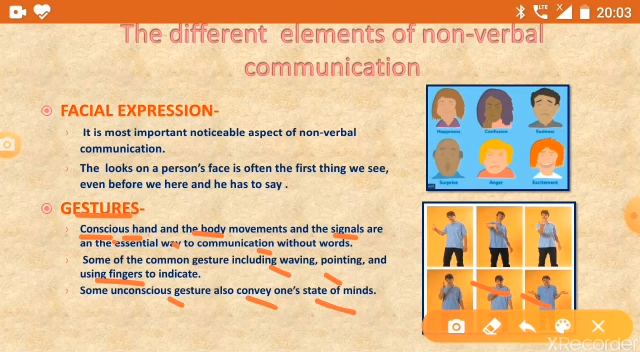 LTE
20:03
The different elements of non-verbal
communication
FACIAL EXPRESSION-
It is most important noticeable aspect of non-verbal
communication.
The looks on a person's face is often the first thing we see,
even before we here and he has to say .
Happiness
Confusion
Sadness
Surprise
Anger
Excitement
GESTURES-
Conscious hand and the body movements and the signals are
an the essential way to communication without words.
Some of the common gesture including waving, pointing, and
using fingers to indicate.
Some unconscious gesture also convey one's state of minds.
XRecorder